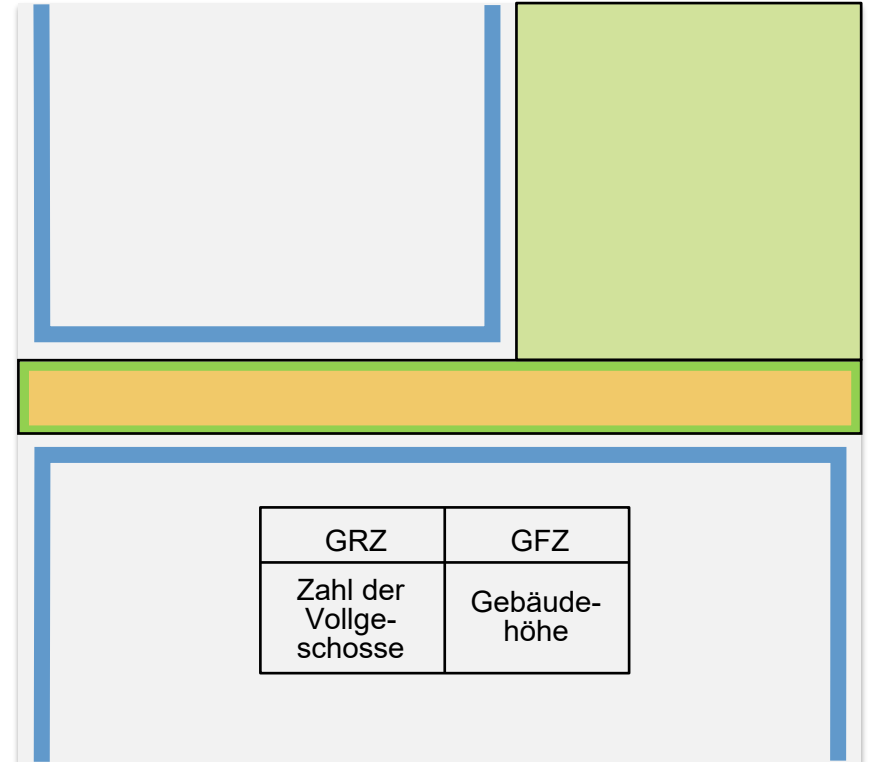 GRZ
GFZ
Zahl der
Vollge-
schosse
Gebäude-
höhe